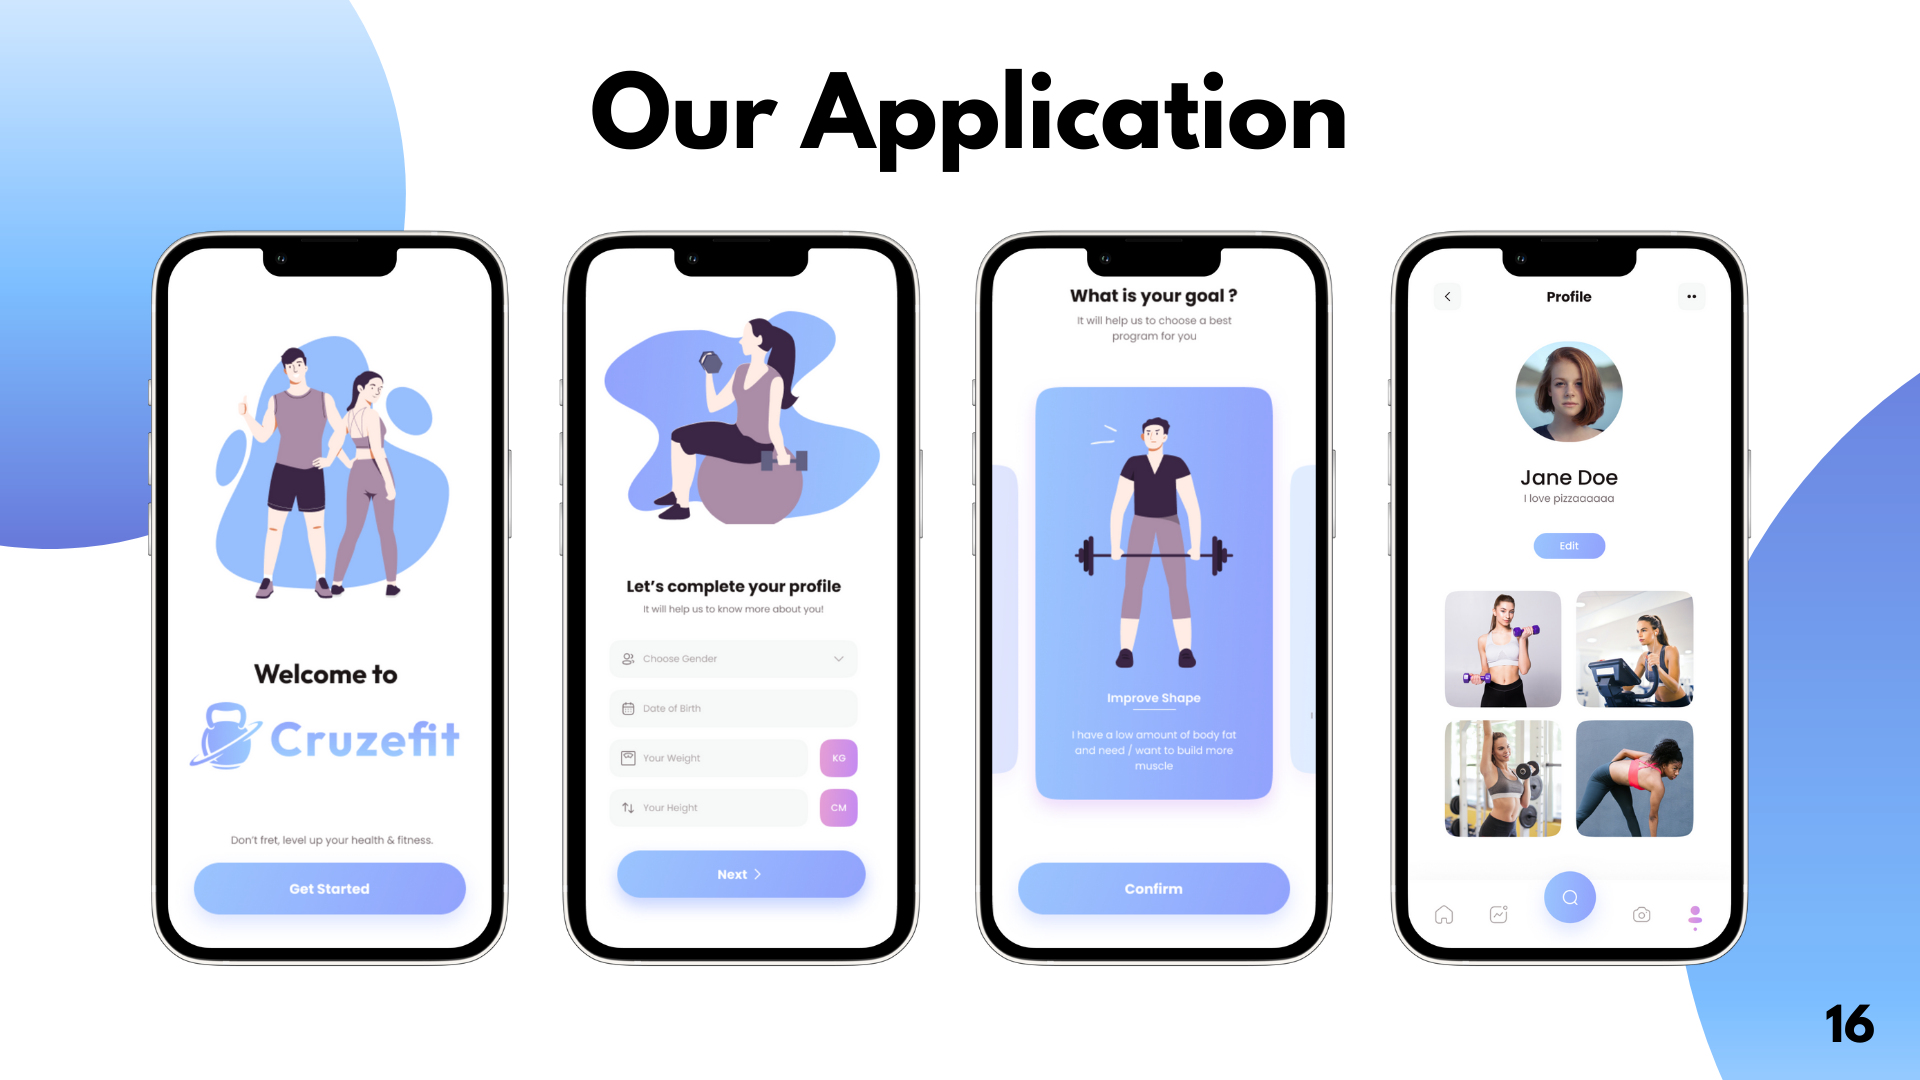 Our Application
Welcome to
Cruzefit
Don't fret, level up your health & fitness.
Get Started
Let's complete your profile
It will help us to know more about you!
Choose Gender
Date of Birth
Your Weight
KG
Your Height
CM
Next
What is your goal ?
It will help us to choose a best
program for you
Improve Shape
I have a low amount of body fat
and need / want to build more
muscle
I
Confirm
Profile
Jane Doe
I love pizzaaaaaa
Edit
16